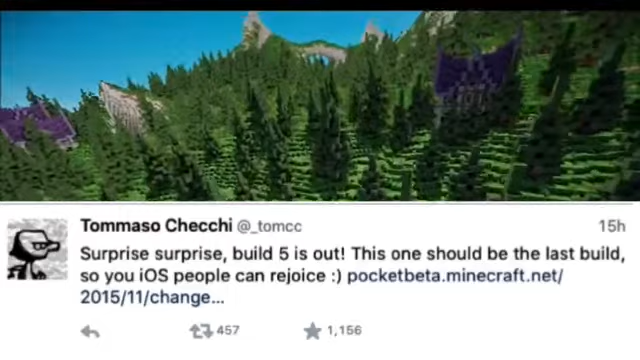 Tommaso Checchi @_tomcc 15h
Surprise surprise, build 5 is out! This one should be the last build,
so you iOS people can rejoice :) pocketbeta.minecraft.net/
2015/11/change...
457 1,156